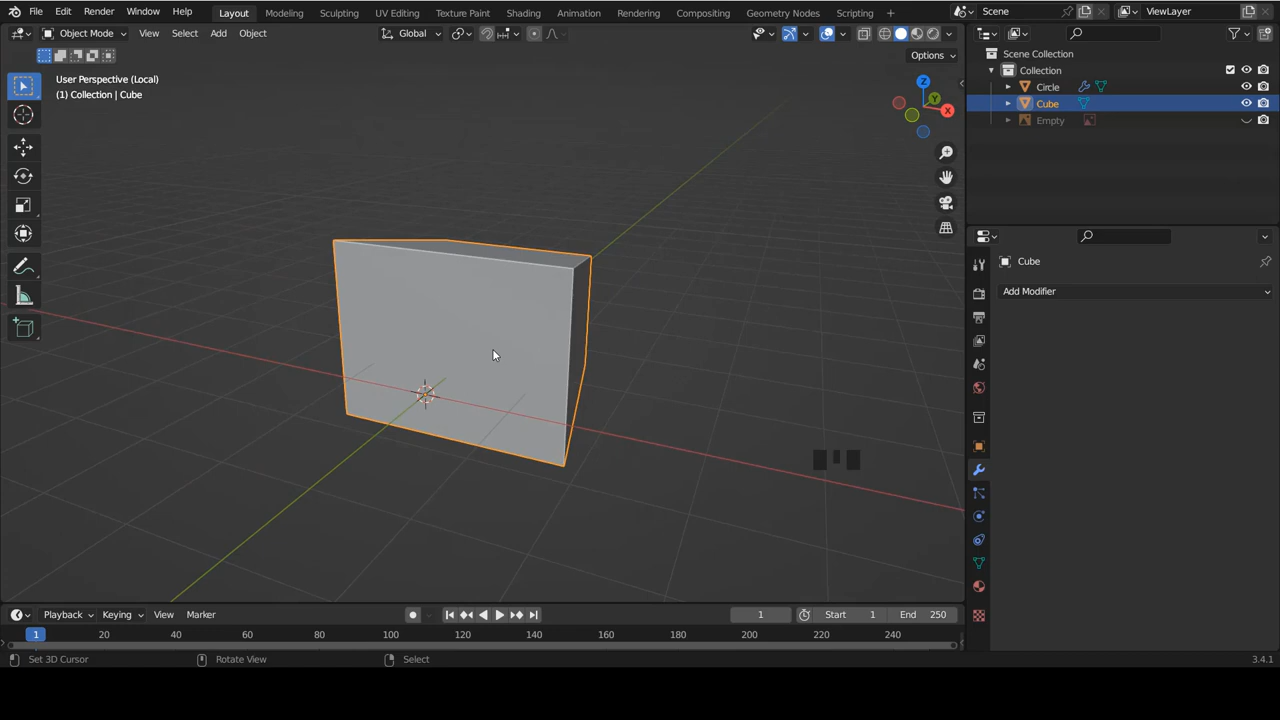 File Edit Render Window Help Layout Modeling Sculpting UV Editing Texture Paint Shading Animation Rendering Compositing Geometry Nodes Scripting Scene ViewLayer
Object Mode View Select Add Object Global
Options
User Perspective (Local)
(1) Collection | Cube
Z
Y
X
Scene Collection
Collection
Circle
Cube
Empty
Cube
Add Modifier
Playback Keying View Marker 1 Start 1 End 250
1 20 40 60 80 100 120 140 160 180 200 220 240
Set 3D Cursor Rotate View Select 3.4.1